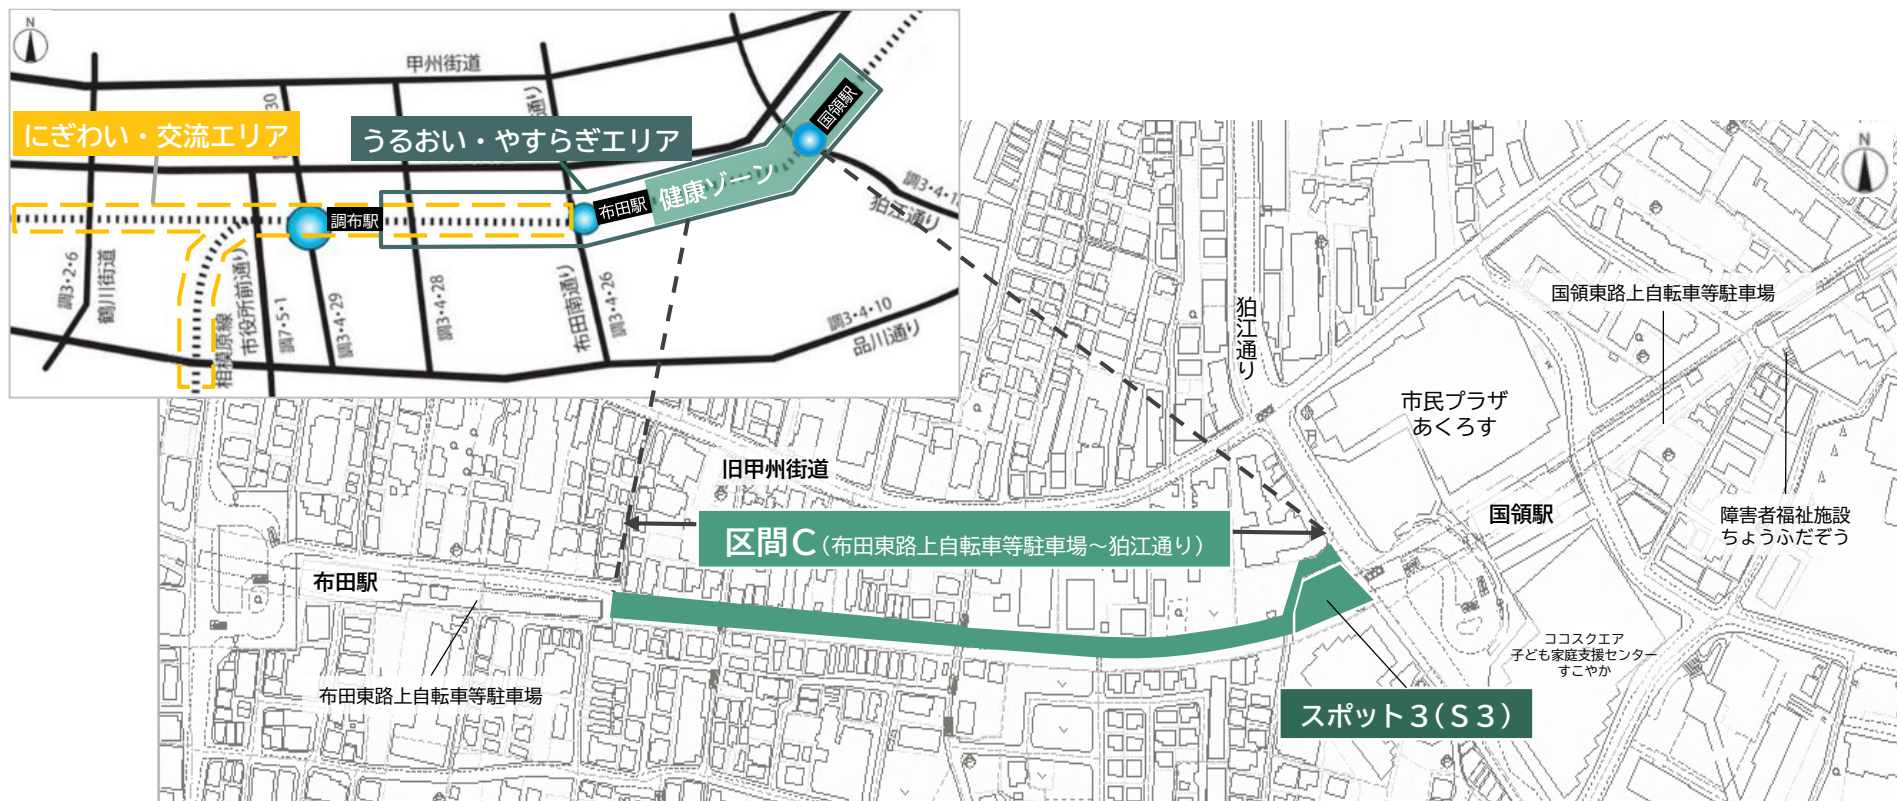 N
甲州街道
30
通り
にぎわい・交流エリア
うるおい・やすらぎエリア
国領駅
健康ゾーン
布田駅
調布駅
調3・4・1
狛江通り
調3・2・6
鶴川街道
相模原線
市役所前通り
調7・5・1
調3・4・29
調3・4・28
布田南通り
調3・4・26
調3・4・10
品川通り
N
狛江通り
国領東路上自転車等駐車場
市民プラザ
あくろす
旧甲州街道
国領駅
障害者福祉施設
ちょうふだぞう
区間C(布田東路上自転車等駐車場～狛江通り)
布田駅
布田東路上自転車等駐車場
ココスクエア
子ども家庭支援センター
すこやか
スポット3(S3)